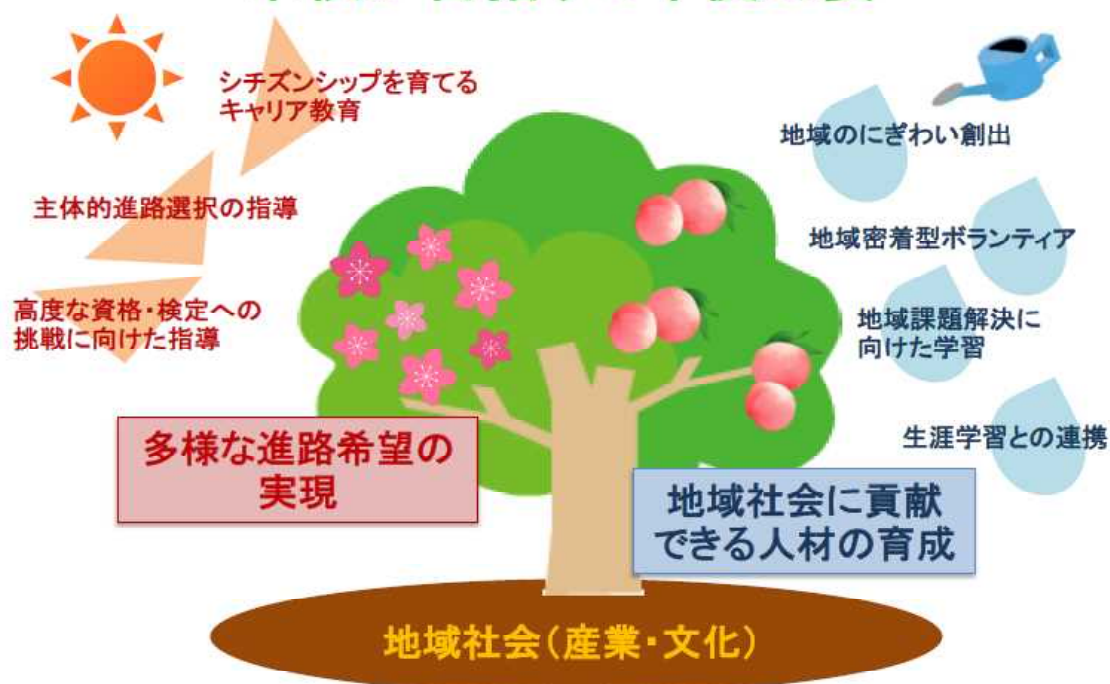 シチズンシップを育てる
キャリア教育
主体的進路選択の指導
高度な資格・検定への
挑戦に向けた指導
多様な進路希望の
実現
地域のにぎわい創出
地域密着型ボランティア
地域課題解決に
向けた学習
生涯学習との連携
地域社会に貢献
できる人材の育成
地域社会(産業・文化)